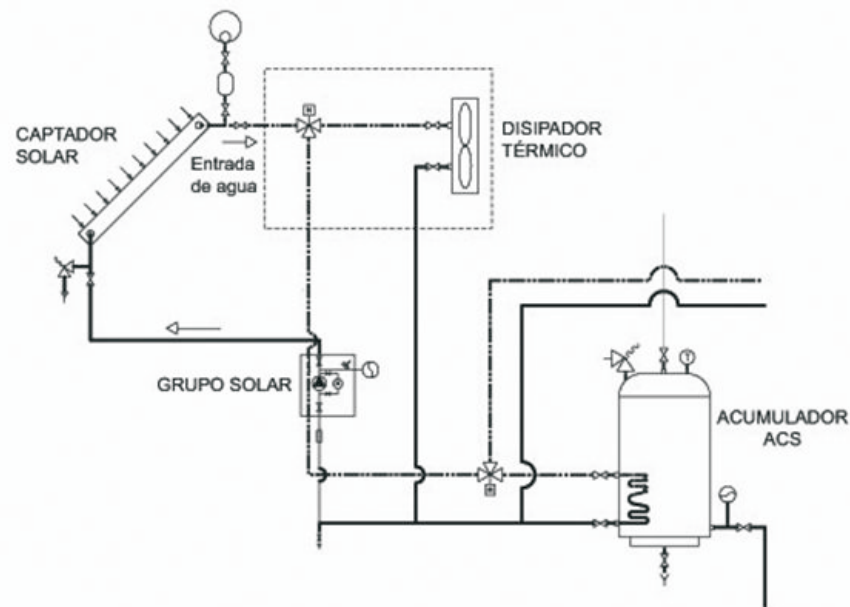 CAPTADOR
SOLAR
Entrada
de agua
DISIPADOR
TÉRMICO
GRUPO SOLAR
ACUMULADOR
ACS
T